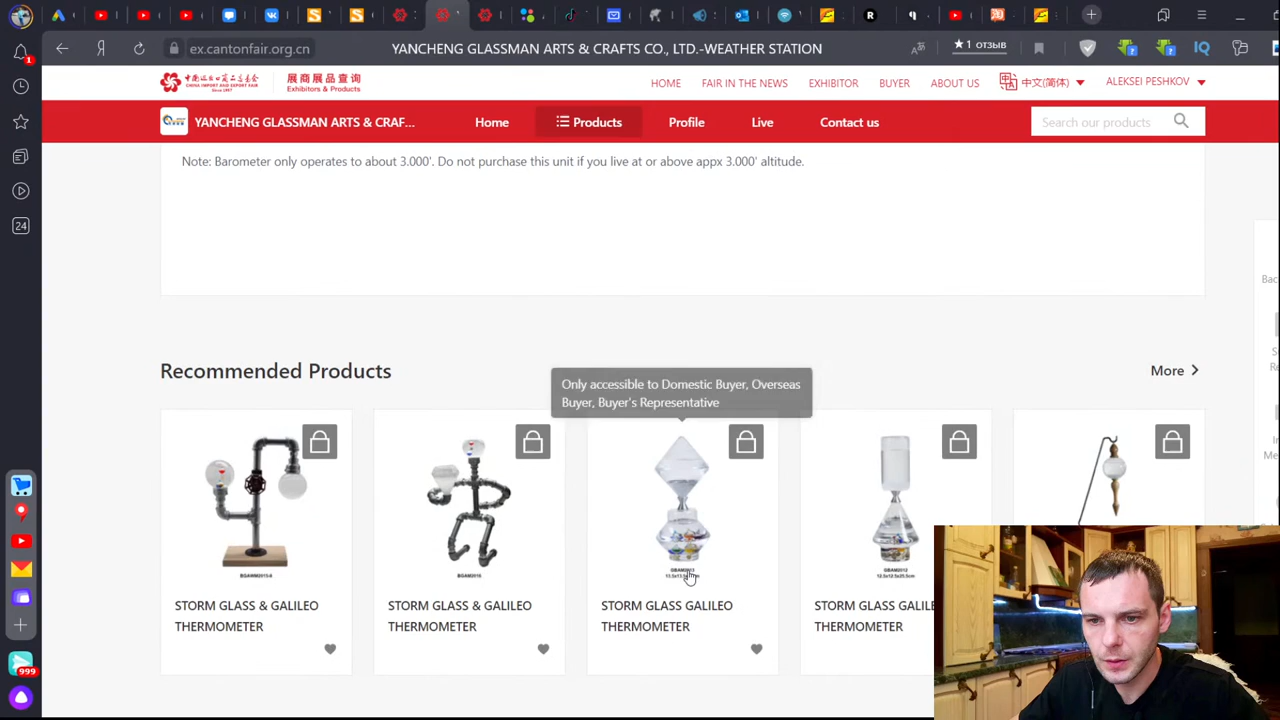 ex.cantonfair.org.cn
YANCHENG GLASSMAN ARTS & CRAFTS CO., LTD.-WEATHER STATION
1 отзыв
1
24
999
展商展品查询
Exhibitors & Products
HOME
FAIR IN THE NEWS
EXHIBITOR
BUYER
ABOUT US
中文(简体)
ALEKSEI PESHKOV
YANCHENG GLASSMAN ARTS & CRAF...
Home
Products
Profile
Live
Contact us
Search our products
Note: Barometer only operates to about 3.000'. Do not purchase this unit if you live at or above appx 3.000' altitude.
Recommended Products
More
Only accessible to Domestic Buyer, Overseas
Buyer, Buyer's Representative
STORM GLASS & GALILEO
THERMOMETER
STORM GLASS & GALILEO
THERMOMETER
STORM GLASS GALILEO
THERMOMETER
STORM GLASS GALILE
THERMOMETER